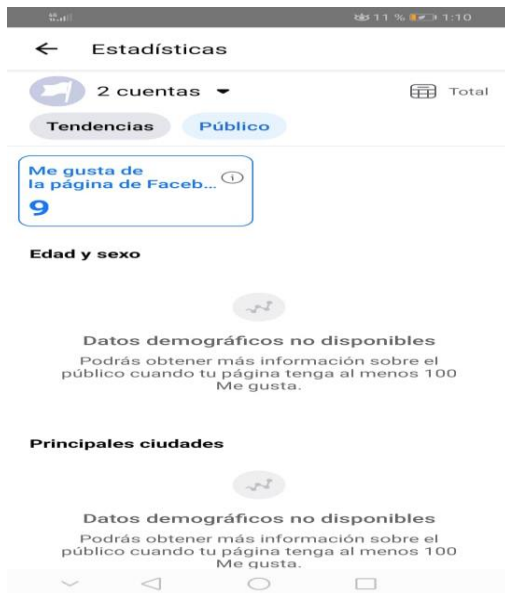 11 % 1:10
Estadísticas
2 cuentas
Total
Tendencias Público
Me gusta de
la página de Faceb...
9
Edad y sexo
Datos demográficos no disponibles
Podrás obtener más información sobre el
público cuando tu página tenga al menos 100
Me gusta.
Principales ciudades
Datos demográficos no disponibles
Podrás obtener más información sobre el
público cuando tu página tenga al menos 100
Me gusta.